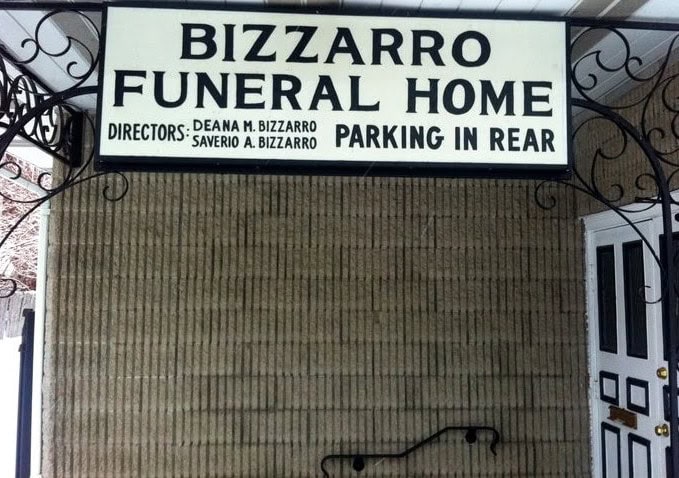 BIZZARRO
FUNERAL HOME
DIRECTORS: DEANA M. BIZZARRO
SAVERIO A. BIZZARRO
PARKING IN REAR